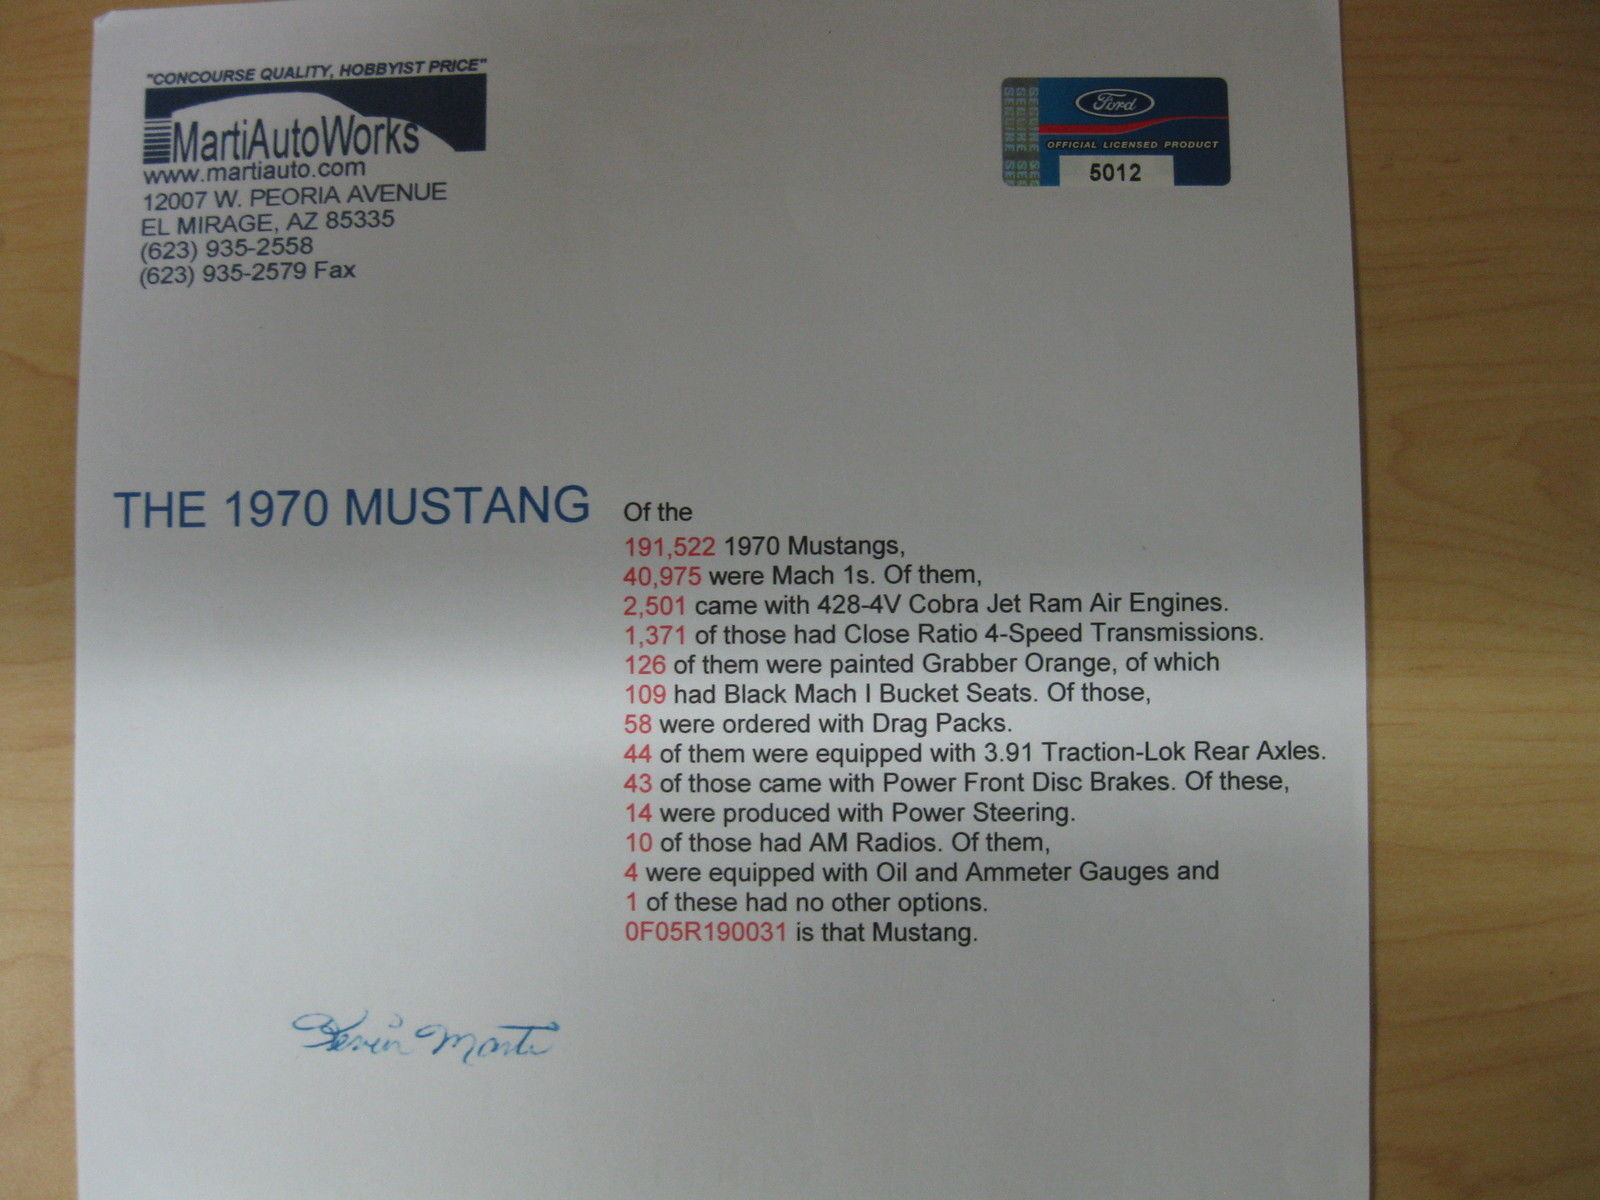 "CONCOURSE QUALITY, HOBBYIST PRICE"
MartiAutoWorks
www.martiauto.com
12007 W. PEORIA AVENUE
EL MIRAGE, AZ 85335
(623) 935-2558
(623) 935-2579 Fax
Ford
OFFICIAL LICENSED PRODUCT
5012
THE 1970 MUSTANG
Of the
191,522 1970 Mustangs,
40,975 were Mach 1s. Of them,
2,501 came with 428-4V Cobra Jet Ram Air Engines.
1,371 of those had Close Ratio 4-Speed Transmissions.
126 of them were painted Grabber Orange, of which
109 had Black Mach I Bucket Seats. Of those,
58 were ordered with Drag Packs.
44 of them were equipped with 3.91 Traction-Lok Rear Axles.
43 of those came with Power Front Disc Brakes. Of these,
14 were produced with Power Steering.
10 of those had AM Radios. Of them,
4 were equipped with Oil and Ammeter Gauges and
1 of these had no other options.
0F05R190031 is that Mustang.
Kevin Marti